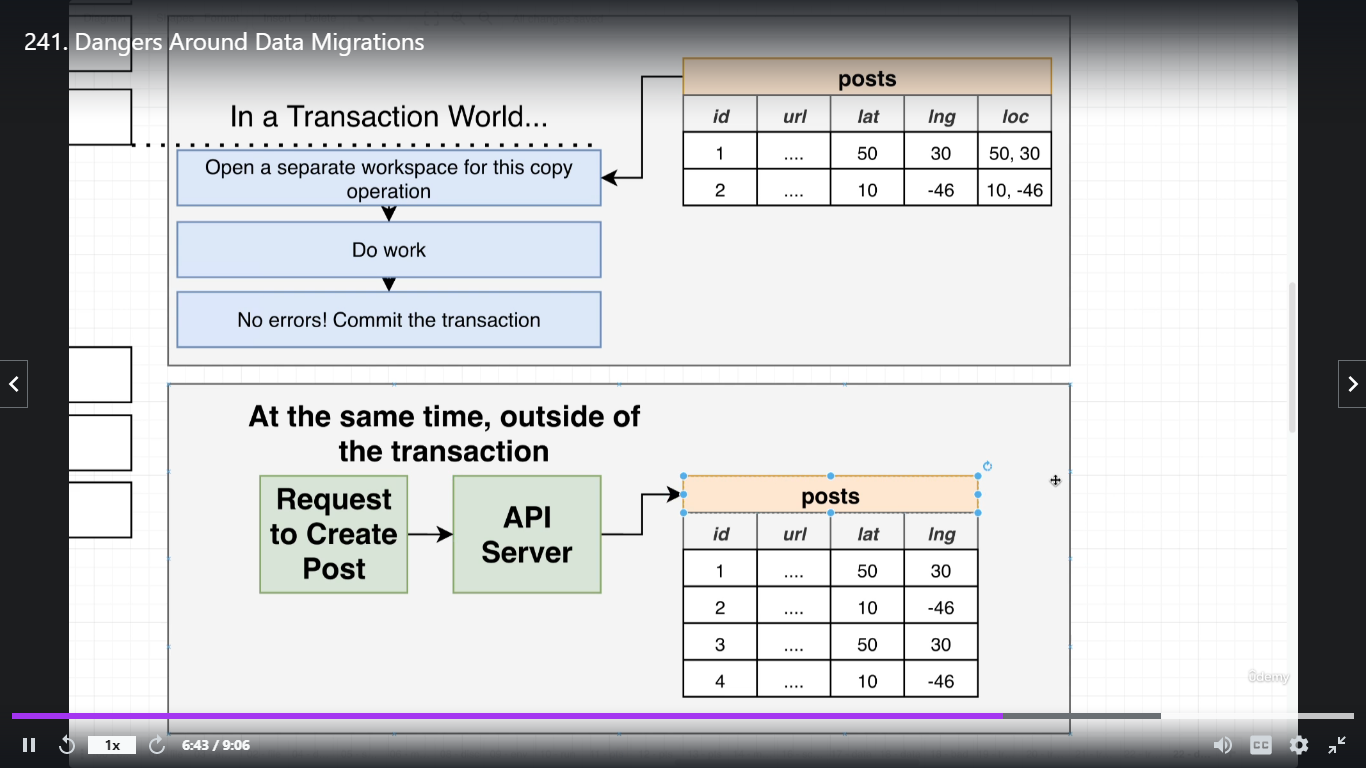 241. Dangers Around Data Migrations
In a Transaction World...
Open a separate workspace for this copy
operation
Do work
No errors! Commit the transaction
posts
id url lat lng loc
1 .... 50 30 50, 30
2 .... 10 -46 10, -46
At the same time, outside of
the transaction
Request
to Create
Post
API
Server
posts
id url lat lng
1 .... 50 30
2 .... 10 -46
3 .... 50 30
4 .... 10 -46
ûdemy
1x 6:43 / 9:06 CC